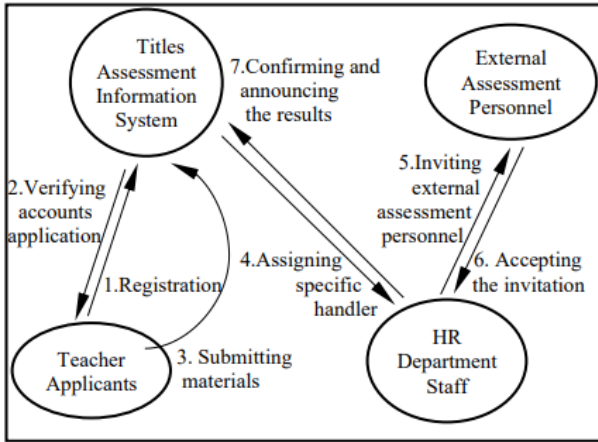 Titles
Assessment
Information
System
7.Confirming and
announcing
the results
External
Assessment
Personnel
2.Verifying
accounts
application
1.Registration
4.Assigning
specific
handler
5.Inviting
external
assessment
personnel
6. Accepting
the invitation
Teacher
Applicants
3. Submitting
materials
HR
Department
Staff